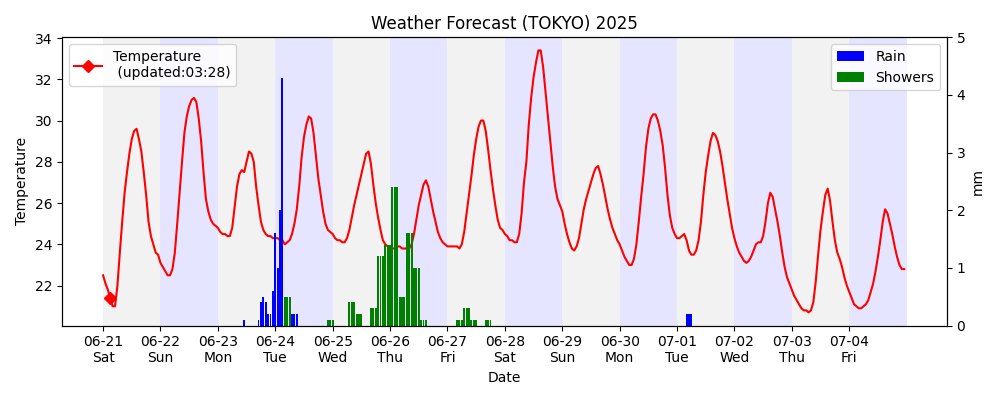 Weather Forecast (TOKYO) 2025
Temperature
(updated:03:28)
Rain
Showers
34
32
30
28
26
24
22
Temperature
5
4
3
2
1
0
mm
06-21 06-22 06-23 06-24 06-25 06-26 06-27 06-28 06-29 06-30 07-01 07-02 07-03 07-04
Sat Sun Mon Tue Wed Thu Fri Sat Sun Mon Tue Wed Thu Fri
Date